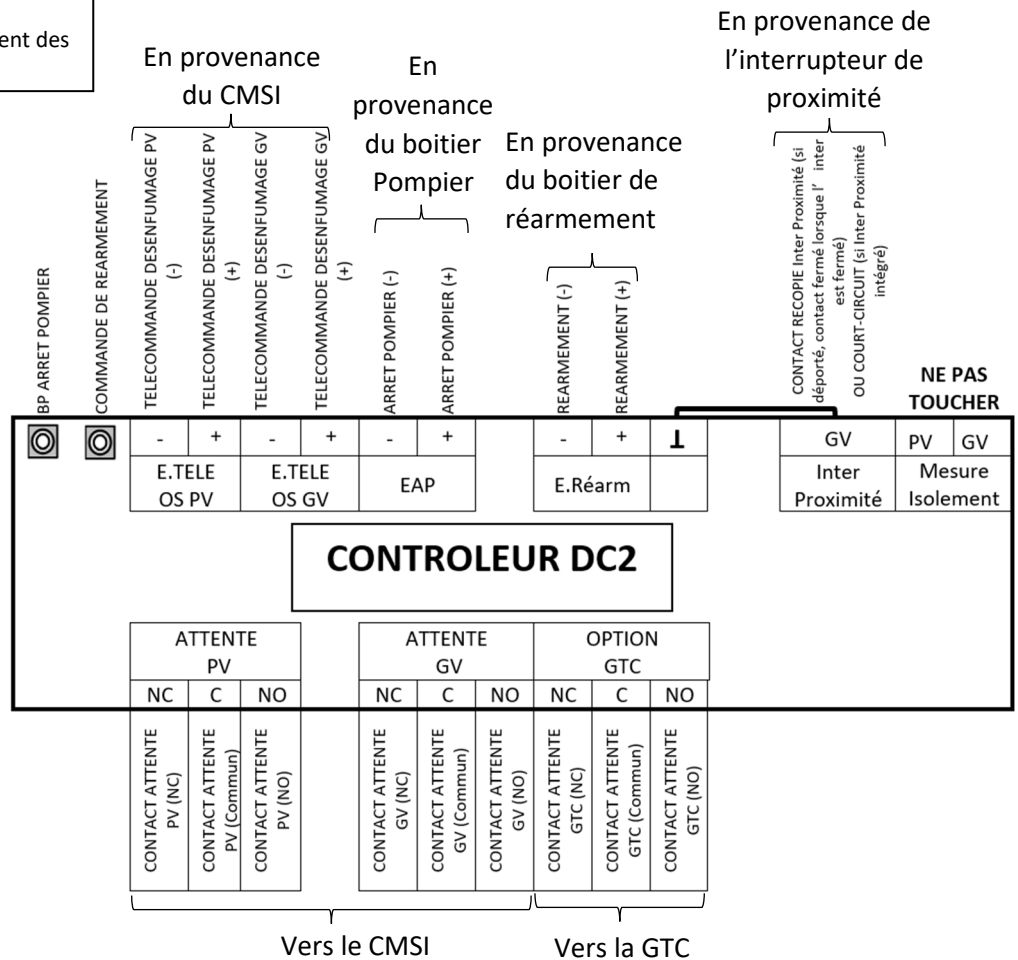 ent des
En provenance
du CMSI
En
provenance
du boitier
Pompier
En provenance
du boitier de
réarmement
En provenance de
l’interrupteur de
proximité
BP ARRET POMPIER
COMMANDE DE REARMEMENT
TELECOMMANDE DESENFUMAGE PV
(-)
TELECOMMANDE DESENFUMAGE PV
(+)
TELECOMMANDE DESENFUMAGE GV
(-)
TELECOMMANDE DESENFUMAGE GV
(+)
ARRET POMPIER (-)
ARRET POMPIER (+)
REARMEMENT (-)
REARMEMENT (+)
CONTACT RECOPIE Inter Proximité (si
déporté, contact fermé lorsque l’ inter
est fermé)
OU COURT-CIRCUIT (si Inter Proximité
intégré)
NE PAS
TOUCHER
- + - + - + - + GV PV GV
E.TELE
OS PV
E.TELE
OS GV
EAP
E.Réarm
Inter
Proximité
Mesure
Isolement
CONTROLEUR DC2
ATTENTE
PV
ATTENTE
GV
OPTION
GTC
NC C NO NC C NO NC C NO
CONTACT ATTENTE
PV (NC)
CONTACT ATTENTE
PV (Commun)
CONTACT ATTENTE
PV (NO)
CONTACT ATTENTE
GV (NC)
CONTACT ATTENTE
GV (Commun)
CONTACT ATTENTE
GV (NO)
CONTACT ATTENTE
GTC (NC)
CONTACT ATTENTE
GTC (Commun)
CONTACT ATTENTE
GTC (NO)
Vers le CMSI
Vers la GTC